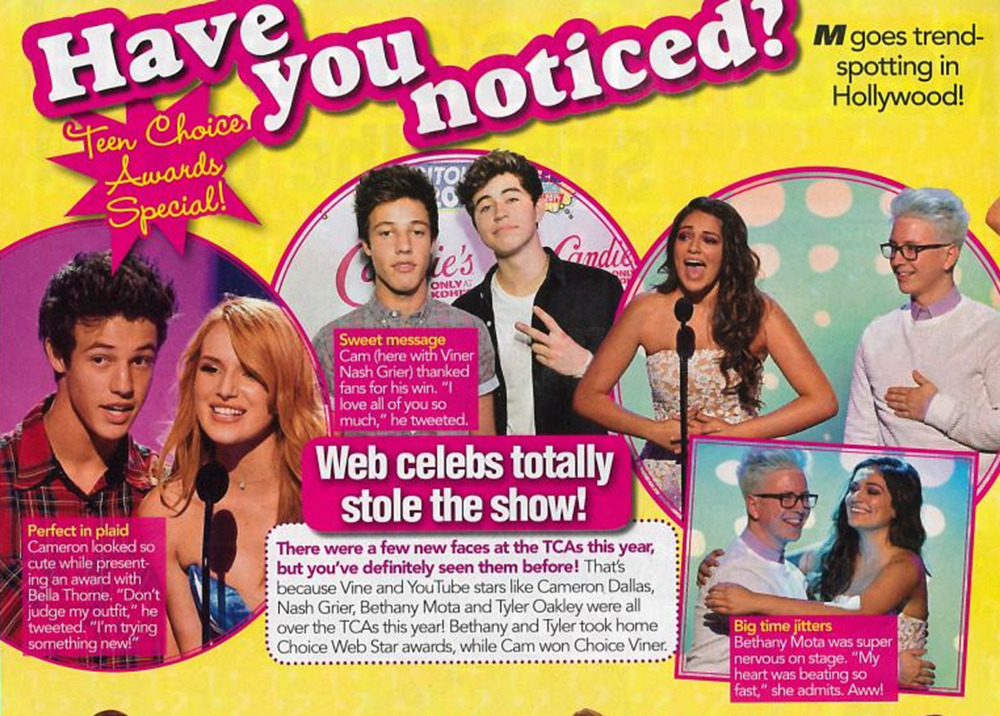 Have
you
noticed?
M goes trend-
spotting in
Hollywood!
Teen Choice
Awards
Special!
Candie's
ONLY AT
KOHL'S
Candie
ONL
Sweet message
Cam (here with Viner
Nash Grier) thanked
fans for his win. "I
love all of you so
much," he tweeted.
Web celebs totally
stole the show!
There were a few new faces at the TCAs this year,
but you've definitely seen them before! That's
because Vine and YouTube stars like Cameron Dallas,
Nash Grier, Bethany Mota and Tyler Oakley were all
over the TCAs this year! Bethany and Tyler took home
Choice Web Star awards, while Cam won Choice Viner.
Perfect in plaid
Cameron looked so
cute while present-
ing an award with
Bella Thorne. "Don't
judge my outfit," he
tweeted. "I'm trying
something new!"
Big time jitters
Bethany Mota was super
nervous on stage. "My
heart was beating so
fast," she admits. Aww!